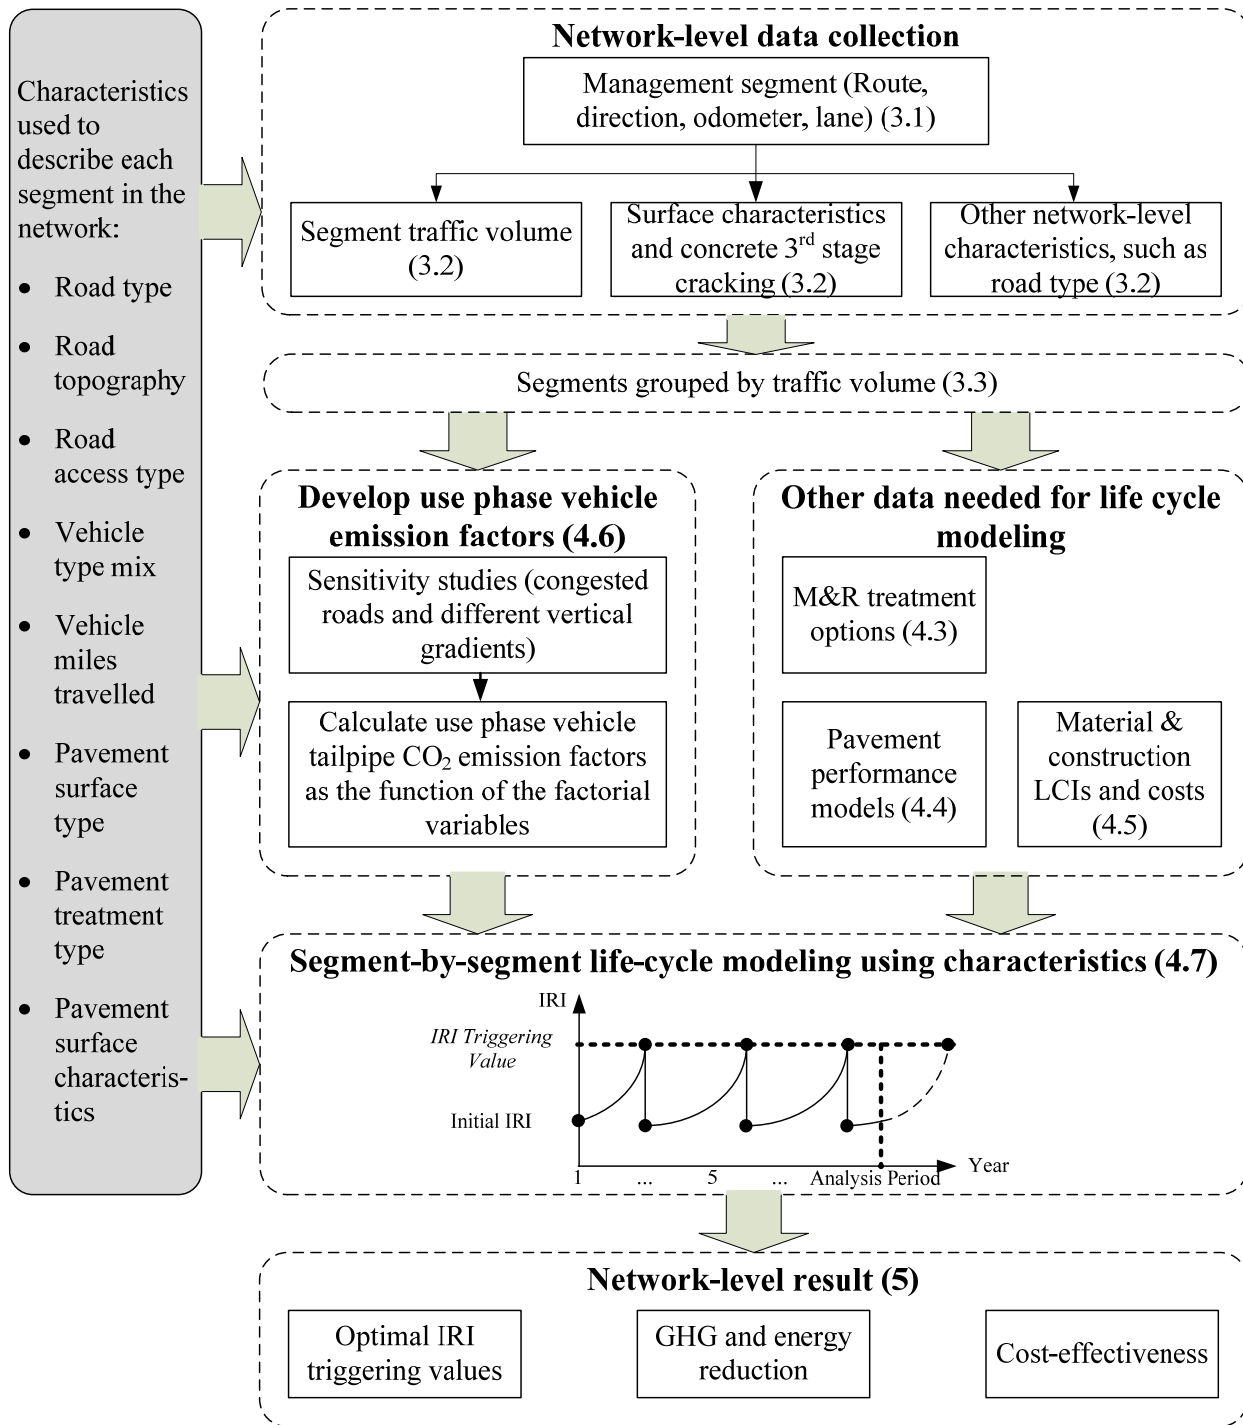 Characteristics
used to
describe each
segment in the
network:
• Road type
• Road
topography
• Road
access type
• Vehicle
type mix
• Vehicle
miles
travelled
• Pavement
surface
type
• Pavement
treatment
type
• Pavement
surface
characteris-
tics
Network-level data collection
Management segment (Route,
direction, odometer, lane) (3.1)
Segment traffic volume
(3.2)
Surface characteristics
and concrete 3rd stage
cracking (3.2)
Other network-level
characteristics, such as
road type (3.2)
Segments grouped by traffic volume (3.3)
Develop use phase vehicle
emission factors (4.6)
Sensitivity studies (congested
roads and different vertical
gradients)
Calculate use phase vehicle
tailpipe CO2 emission factors
as the function of the factorial
variables
Other data needed for life cycle
modeling
M&R treatment
options (4.3)
Pavement
performance
models (4.4)
Material &
construction
LCIs and costs
(4.5)
Segment-by-segment life-cycle modeling using characteristics (4.7)
IRI
IRI Triggering
Value
Initial IRI
1 ... 5 ... Analysis Period
Year
Network-level result (5)
Optimal IRI
triggering values
GHG and energy
reduction
Cost-effectiveness